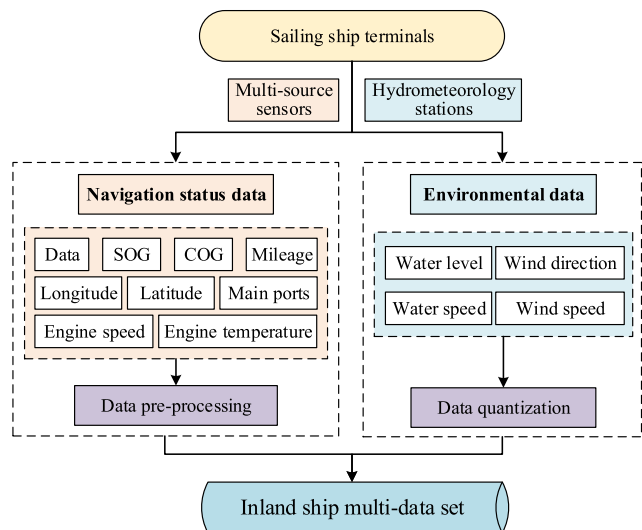 Sailing ship terminals
Multi-source
sensors
Hydrometeorology
stations
Navigation status data
Data SOG COG Mileage
Longitude Latitude Main ports
Engine speed Engine temperature
Data pre-processing
Environmental data
Water level Wind direction
Water speed Wind speed
Data quantization
Inland ship multi-data set